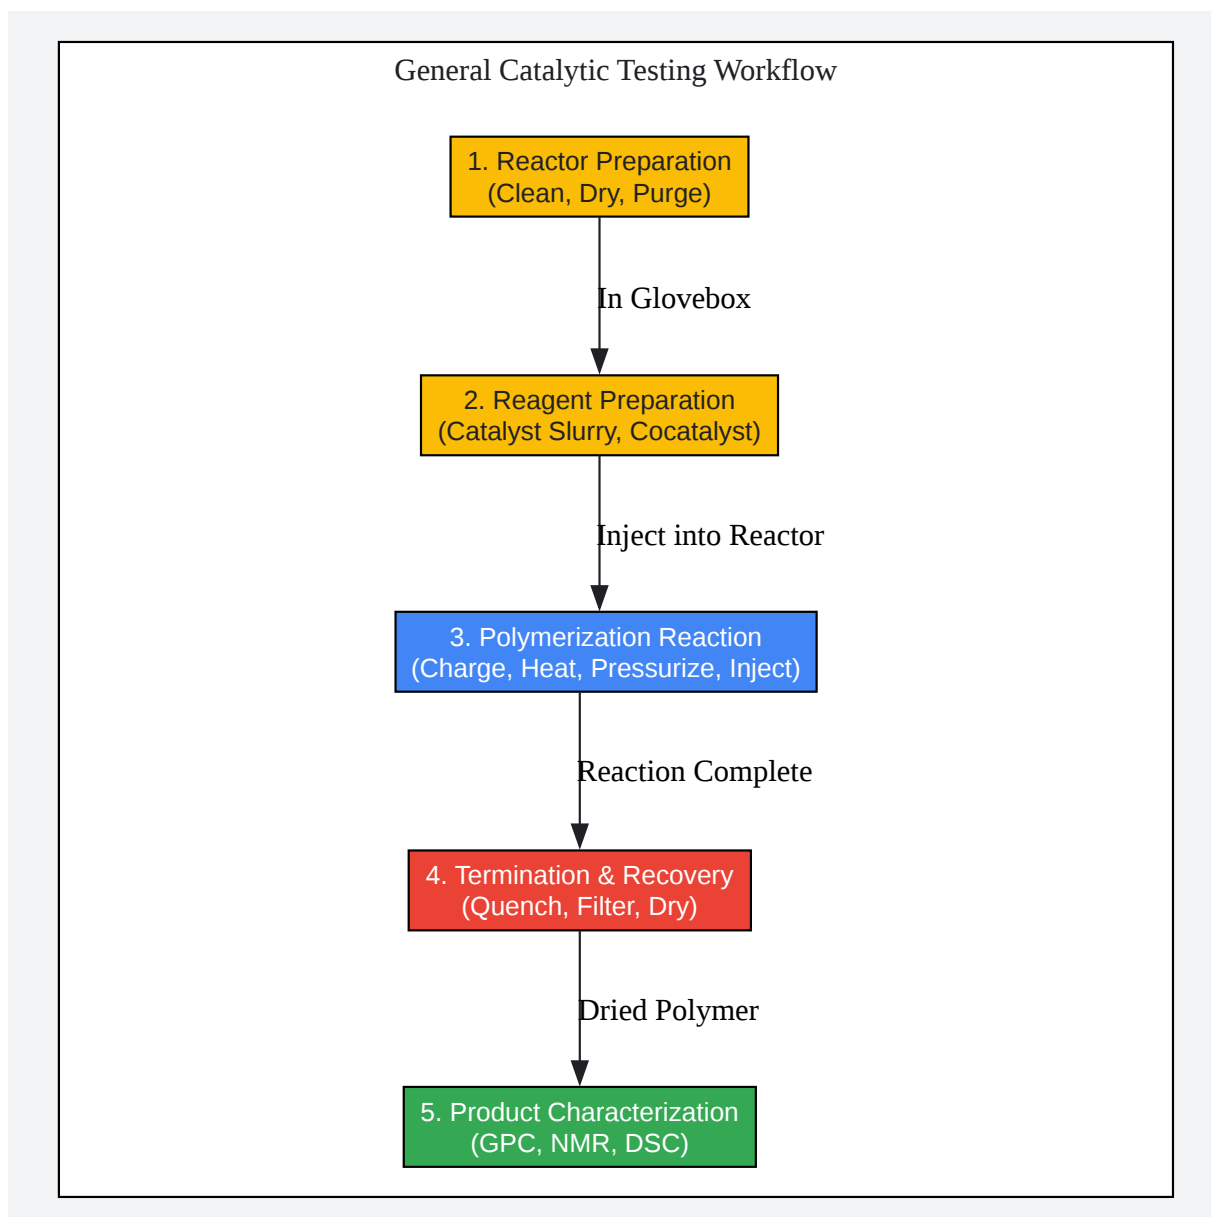 General Catalytic Testing Workflow
1. Reactor Preparation
(Clean, Dry, Purge)
In Glovebox
2. Reagent Preparation
(Catalyst Slurry, Cocatalyst)
Inject into Reactor
3. Polymerization Reaction
(Charge, Heat, Pressurize, Inject)
Reaction Complete
4. Termination & Recovery
(Quench, Filter, Dry)
Dried Polymer
5. Product Characterization
(GPC, NMR, DSC)